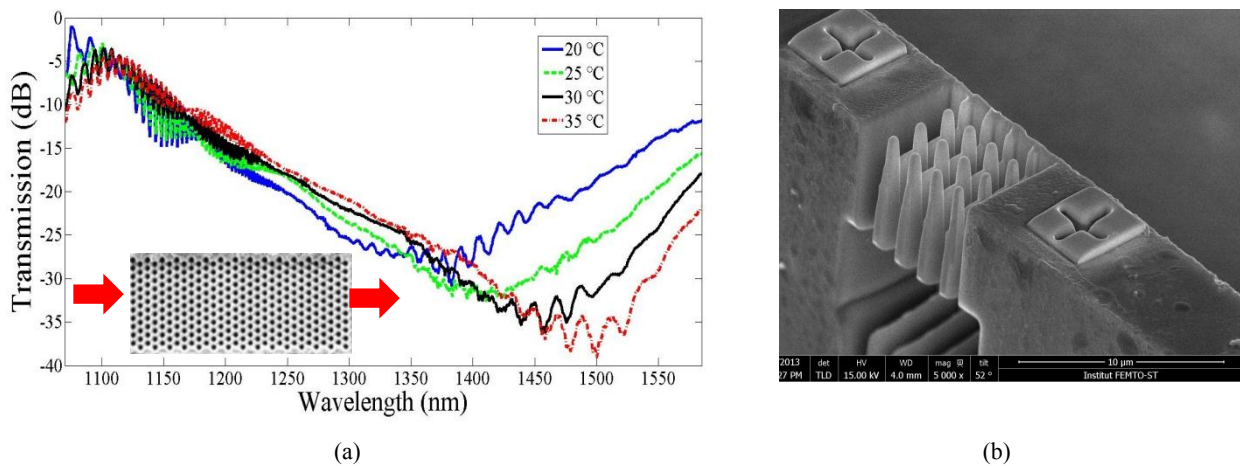 Transmission (dB)
0
-5
-10
-15
-20
-25
-30
-35
-40
20 °C
25 °C
30 °C
35 °C
1100 1150 1200 1250 1300 1350 1400 1450 1500 1550
Wavelength (nm)
(a)
2013 det HV WD mag tilt 10 µm
27 PM TLD 15.00 kV 4.0 mm 5 000 x 52 ° Institut FEMTO-ST
(b)